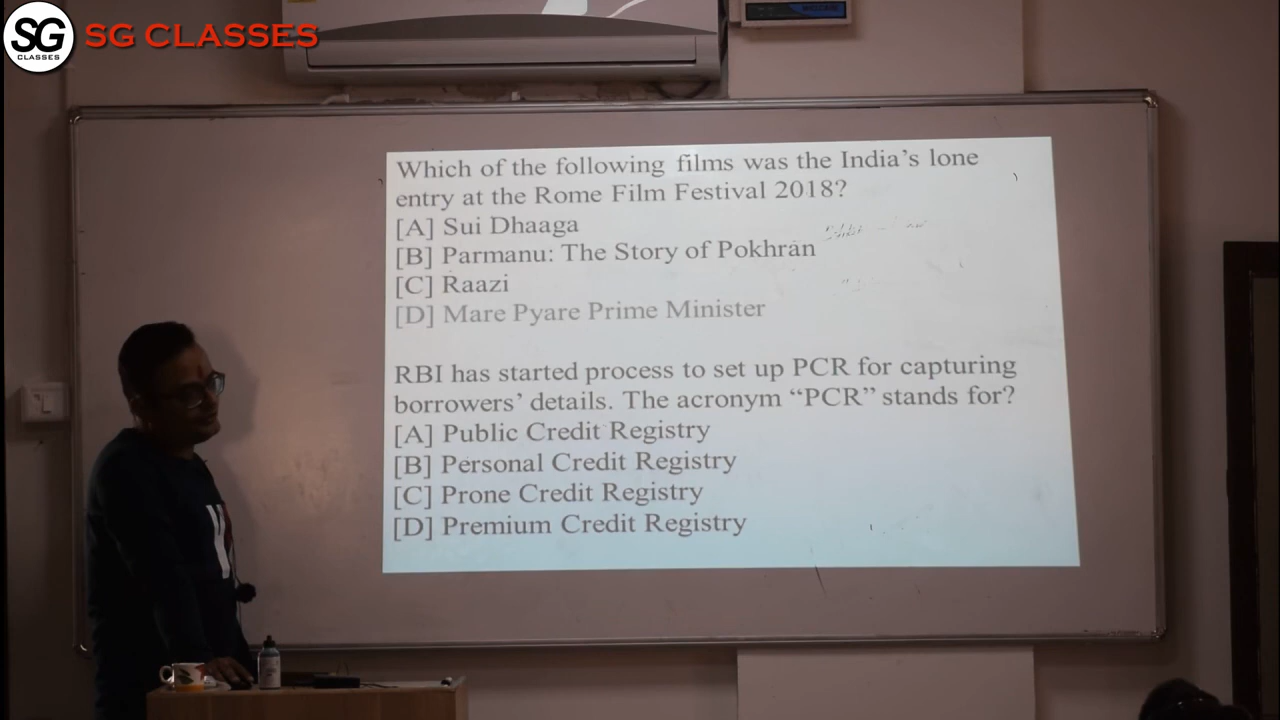 SG
CLASSES
SG CLASSES
Which of the following films was the India's lone
entry at the Rome Film Festival 2018?
[A] Sui Dhaaga
[B] Parmanu: The Story of Pokhran
[C] Raazi
[D] Mare Pyare Prime Minister
RBI has started process to set up PCR for capturing
borrowers' details. The acronym “PCR” stands for?
[A] Public Credit Registry
[B] Personal Credit Registry
[C] Prone Credit Registry
[D] Premium Credit Registry